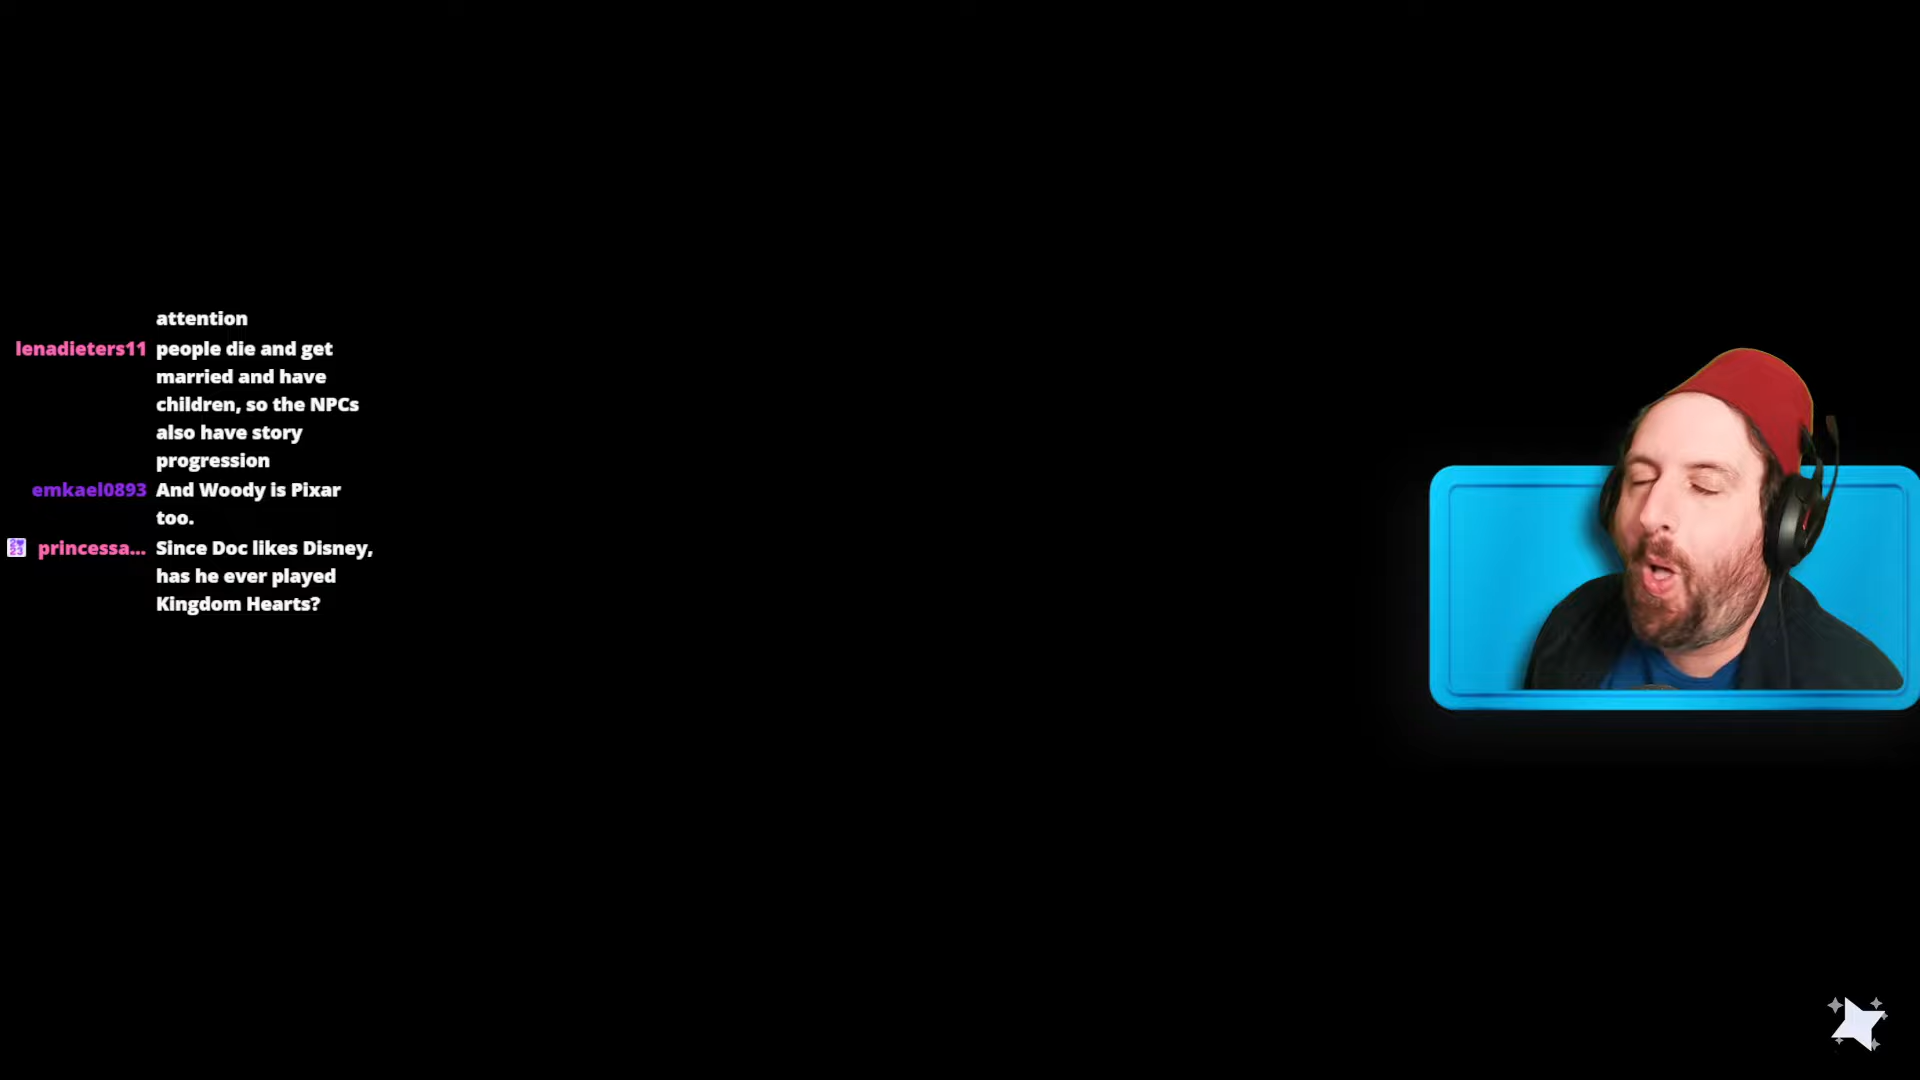 attention
lenadieters11 people die and get
married and have
children, so the NPCs
also have story
progression
emkael0893 And Woody is Pixar
too.
princessa... Since Doc likes Disney,
has he ever played
Kingdom Hearts?